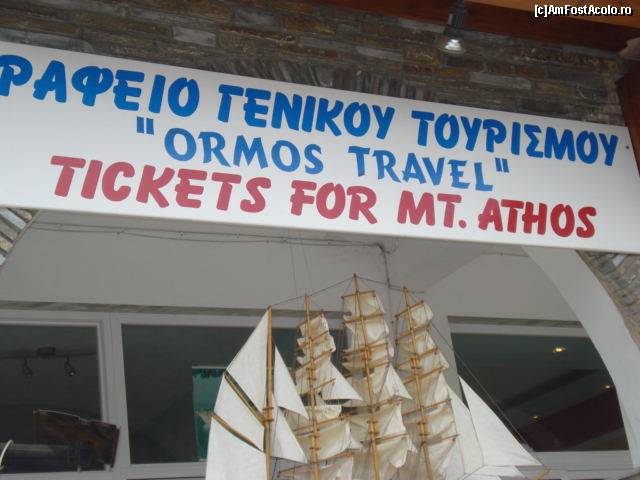 [c]AmFostAcolo.ro
ΡΑΦΕΙΟ ΓΕΝΙΚΟΥ ΤΟΥΡΙΣΜΟΥ
"ORMOS TRAVEL"
TICKETS FOR MT. ATHOS